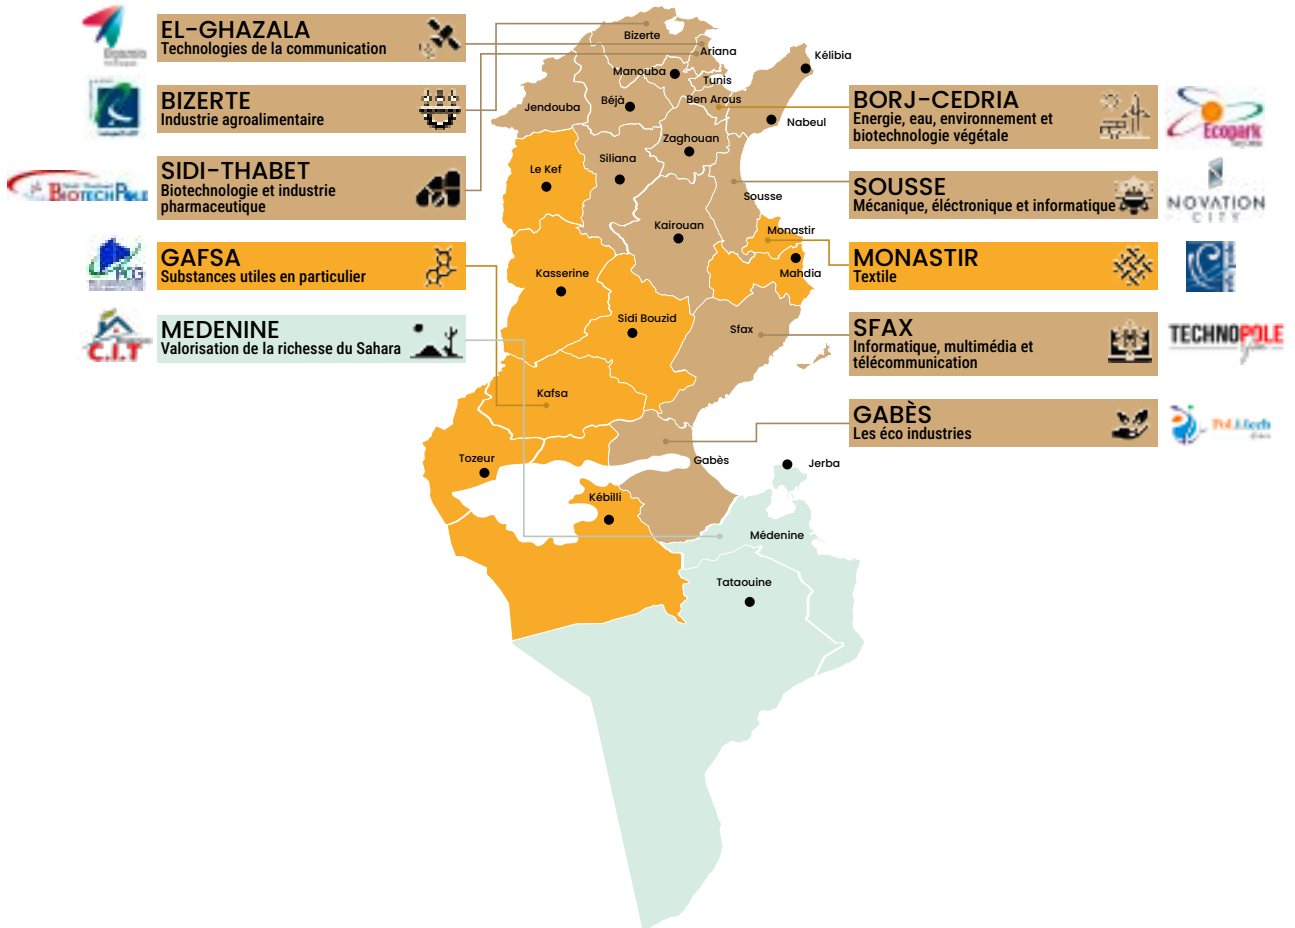 EL-GHAZALA
Technologies de la communication
BIZERTE
Industrie agroalimentaire
SIDI-THABET
Biotechnologie et industrie
pharmaceutique
BIOTECHPOLE
GAFSA
Substances utiles en particulier
PCG
MEDENINE
Valorisation de la richesse du Sahara
C.I.T
Bizerte
Ariana
Kélibia
Manouba
Tunis
Jendouba
Béjà
Ben Arous
Nabeul
Zaghouan
Siliana
Le Kef
Sousse
Kairouan
Monastir
Kasserine
Mahdia
Sidi Bouzid
Sfax
Kafsa
Tozeur
Gabès
Jerba
Kébilli
Médenine
Tataouine
BORJ-CEDRIA
Energie, eau, environnement et
biotechnologie végétale
Ecopark
SOUSSE
Mécanique, éléctronique et informatique
NOVATION
CITY
MONASTIR
Textile
SFAX
Informatique, multimédia et
télécommunication
TECHNOPOLE
GABÈS
Les éco industries